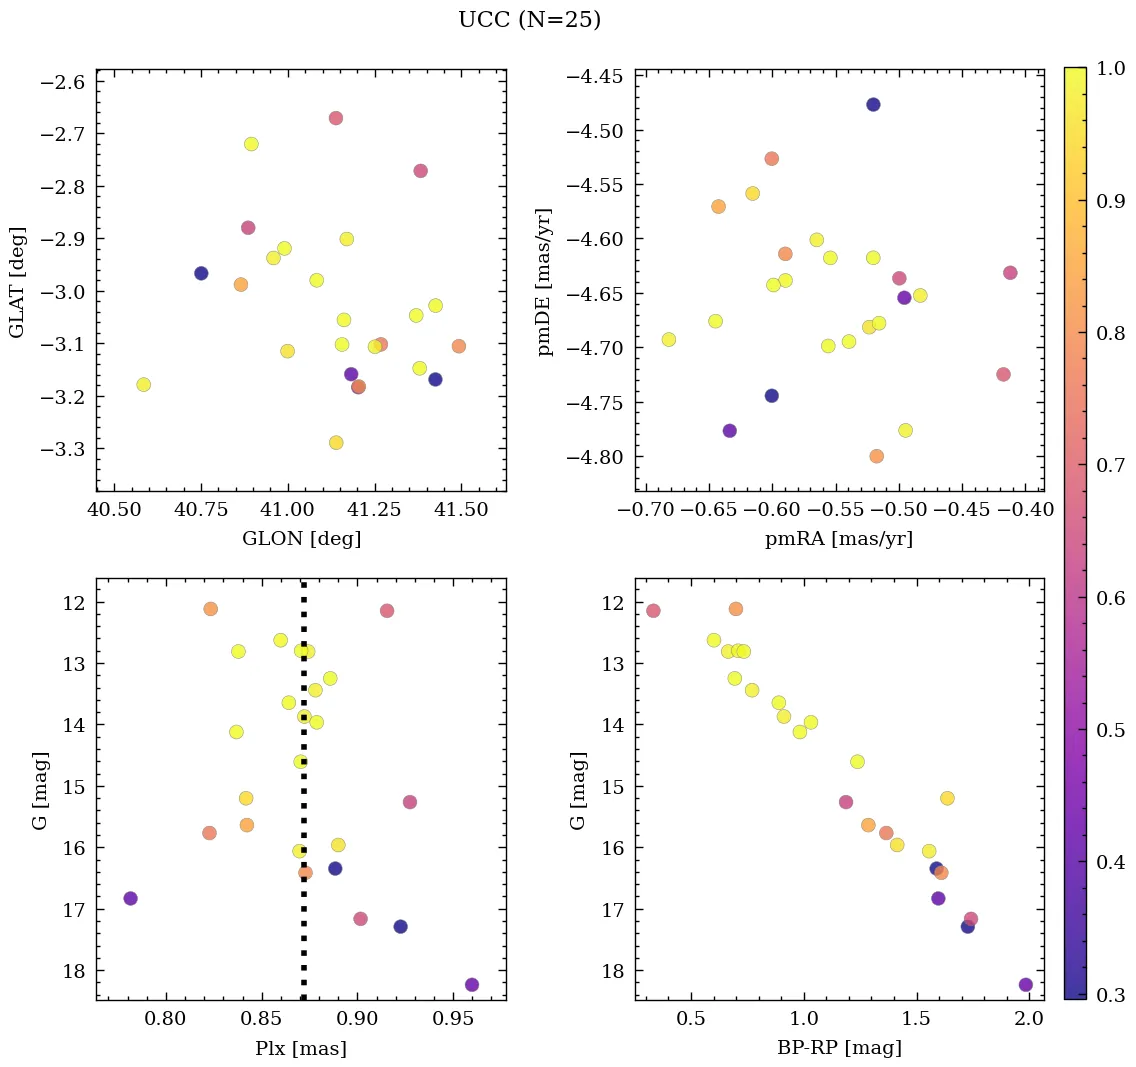 UCC (N=25)
−2.6
−2.7
−2.8
−2.9
−3.0
−3.1
−3.2
−3.3
GLAT [deg]
40.50 40.75 41.00 41.25 41.50
GLON [deg]
−4.45
−4.50
−4.55
−4.60
−4.65
−4.70
−4.75
−4.80
pmDE [mas/yr]
−0.70 −0.65 −0.60 −0.55 −0.50 −0.45 −0.40
pmRA [mas/yr]
12
13
14
15
16
17
18
G [mag]
0.80 0.85 0.90 0.95
Plx [mas]
12
13
14
15
16
17
18
G [mag]
0.5 1.0 1.5 2.0
BP-RP [mag]
1.0
0.9
0.8
0.7
0.6
0.5
0.4
0.3